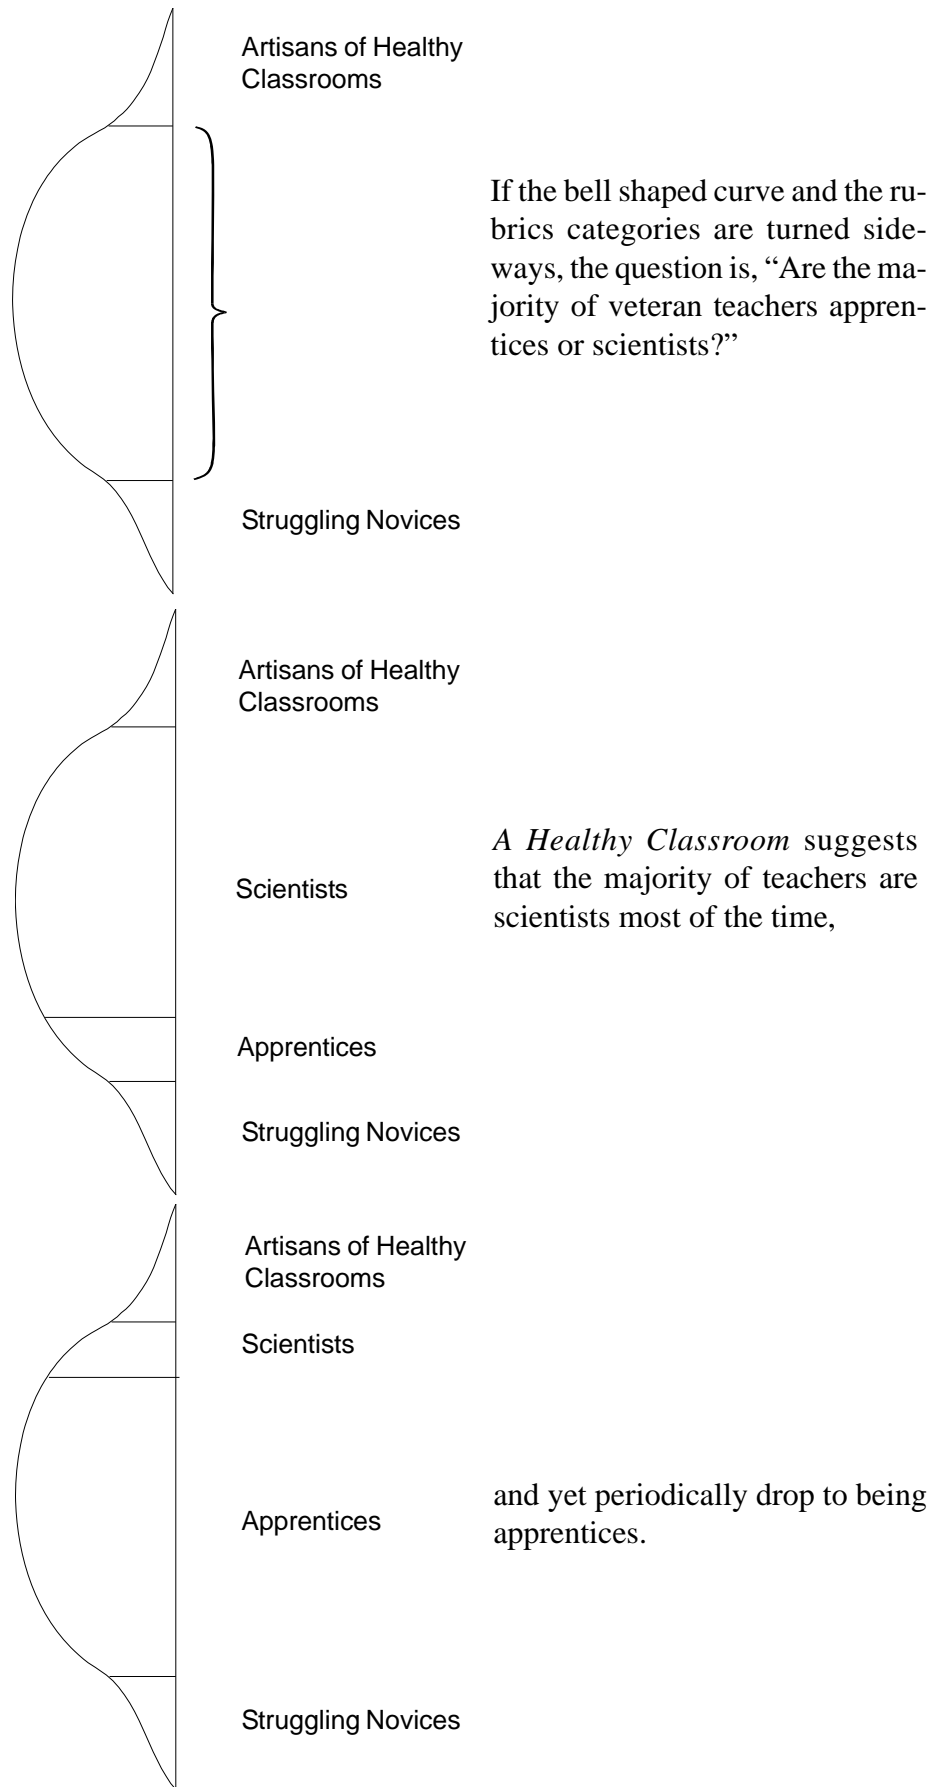 Artisans of Healthy
Classrooms
If the bell shaped curve and the ru-
brics categories are turned side-
ways, the question is, “Are the ma-
jority of veteran teachers appren-
tices or scientists?”
Struggling Novices
Artisans of Healthy
Classrooms
A Healthy Classroom suggests
that the majority of teachers are
scientists most of the time,
Scientists
Apprentices
Struggling Novices
Artisans of Healthy
Classrooms
Scientists
and yet periodically drop to being
apprentices.
Apprentices
Struggling Novices